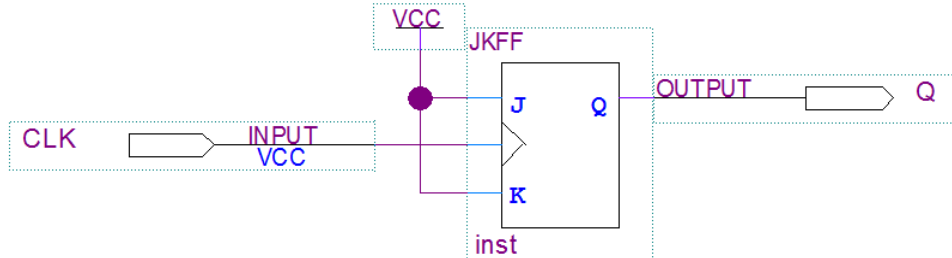 VCC
JKFF
CLK
INPUT
VCC
J
Q
K
inst
OUTPUT
Q